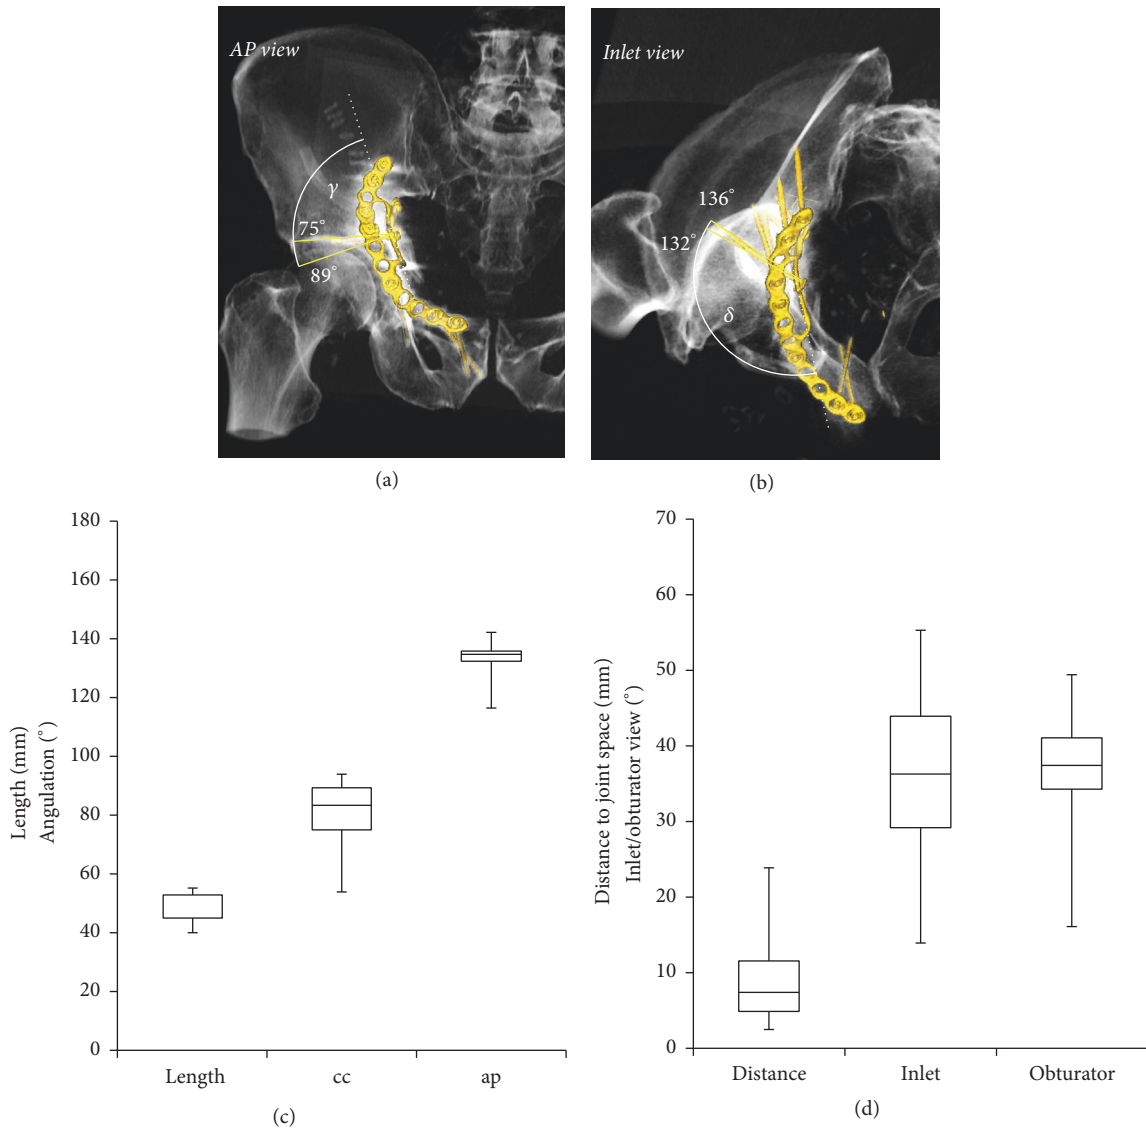 AP view
γ
75°
89°
(a)
Inlet view
136°
132°
δ
(b)
180
160
140
120
100
80
60
40
20
0
Length (mm)
Angulation (°)
Length
cc
ap
(c)
70
60
50
40
30
20
10
0
Distance to joint space (mm)
Inlet/obturator view (°)
Distance
Inlet
Obturator
(d)